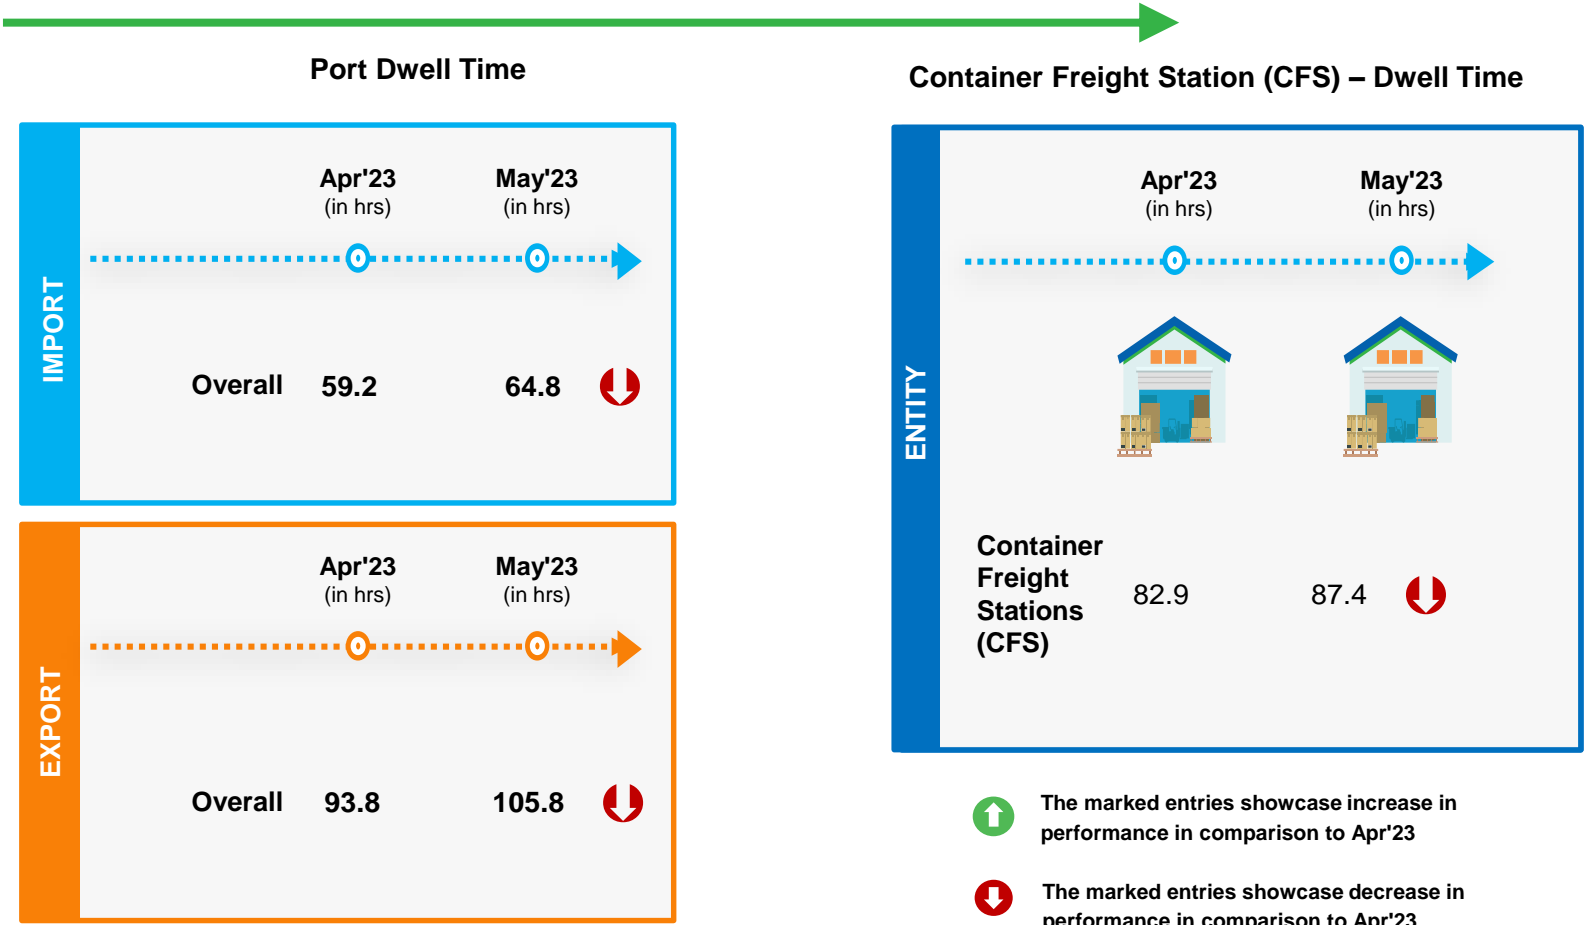 Port Dwell Time
Container Freight Station (CFS) – Dwell Time
IMPORT
Apr'23 May'23
(in hrs) (in hrs)
Overall 59.2 64.8
EXPORT
Apr'23 May'23
(in hrs) (in hrs)
Overall 93.8 105.8
ENTITY
Apr'23 May'23
(in hrs) (in hrs)
Container
Freight
Stations
(CFS)
82.9 87.4
The marked entries showcase increase in
performance in comparison to Apr'23
The marked entries showcase decrease in
performance in comparison to Apr'23